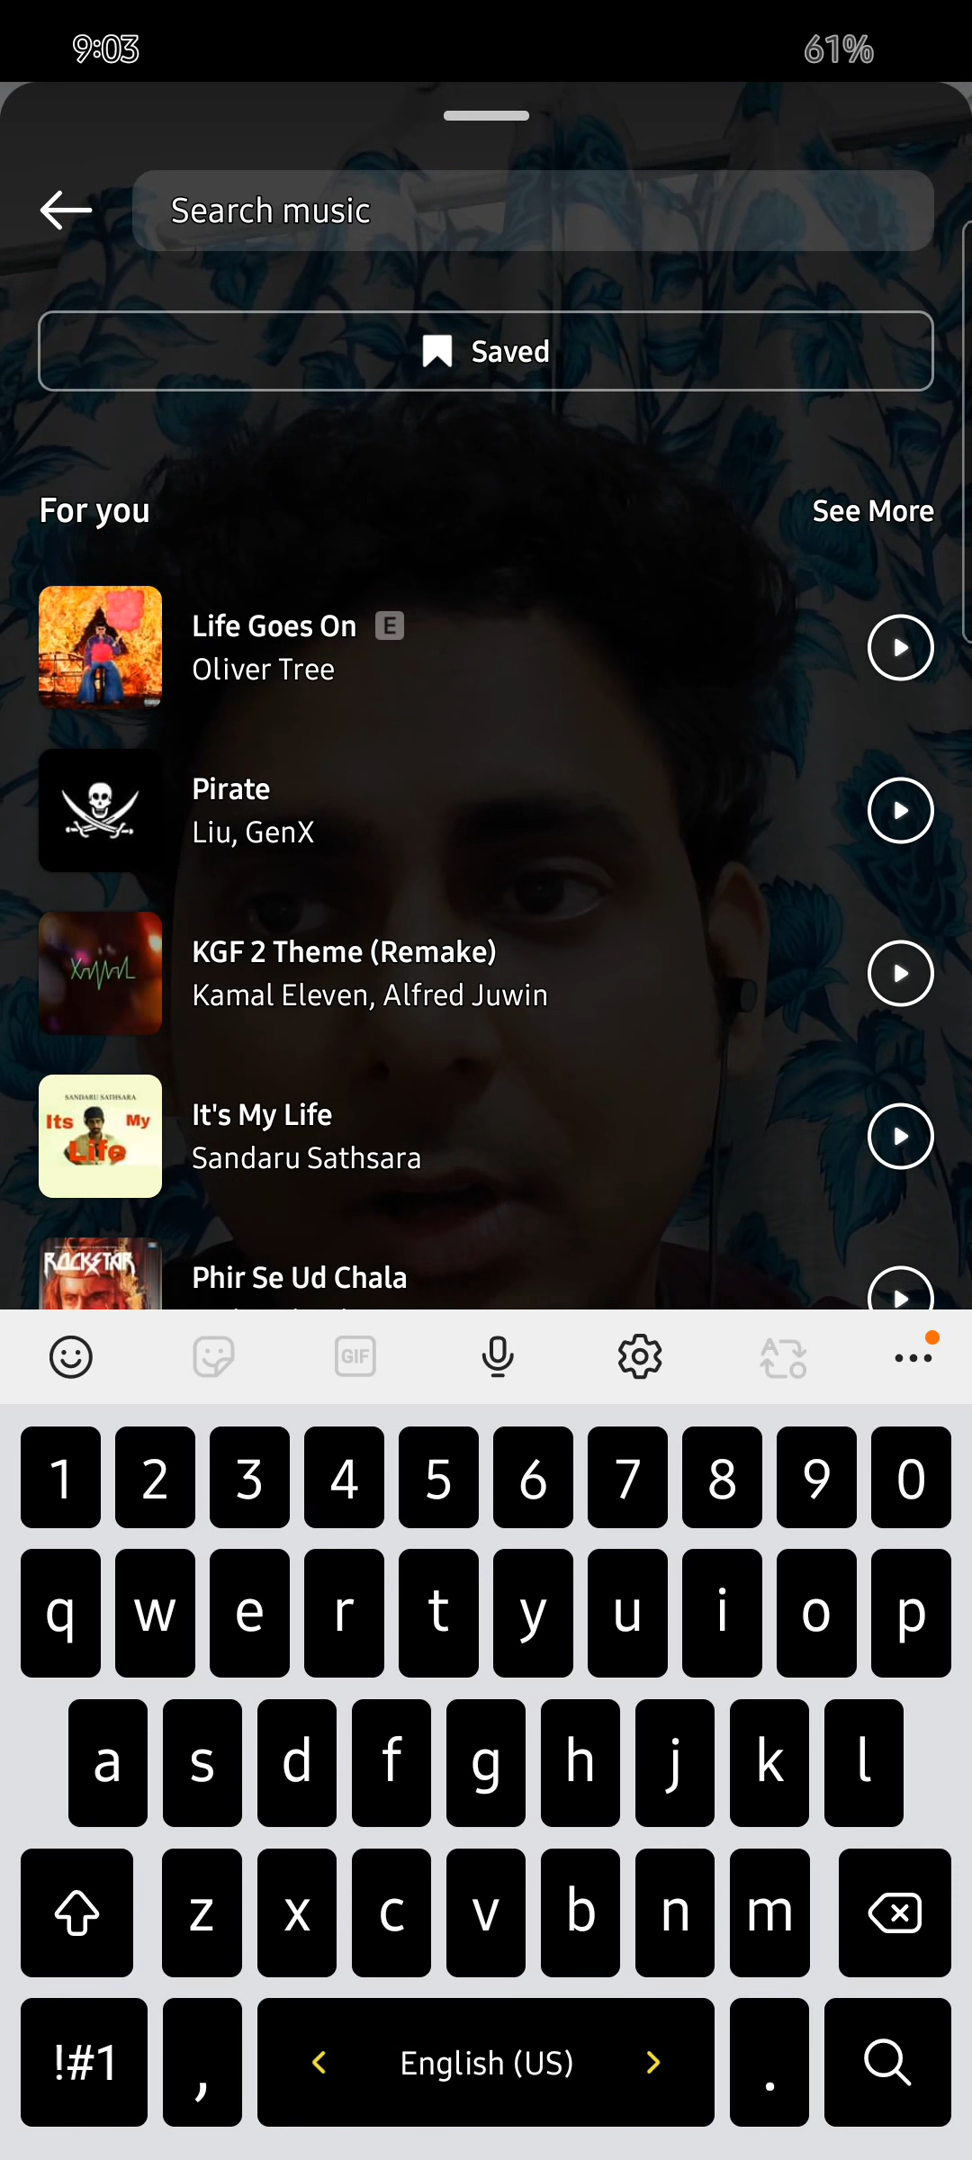 9:03
61%
Search music
Saved
For you
See More
Life Goes On E
Oliver Tree
Pirate
Liu, GenX
KGF 2 Theme (Remake)
Kamal Eleven, Alfred Juwin
SANDARU SATHSARA
Its My
Life
It's My Life
Sandaru Sathsara
ROCKSTAR
Phir Se Ud Chala
GIF
A
1 2 3 4 5 6 7 8 9 0
q w e r t y u i o p
a s d f g h j k l
z x c v b n m
!#1 , < English (US) > .